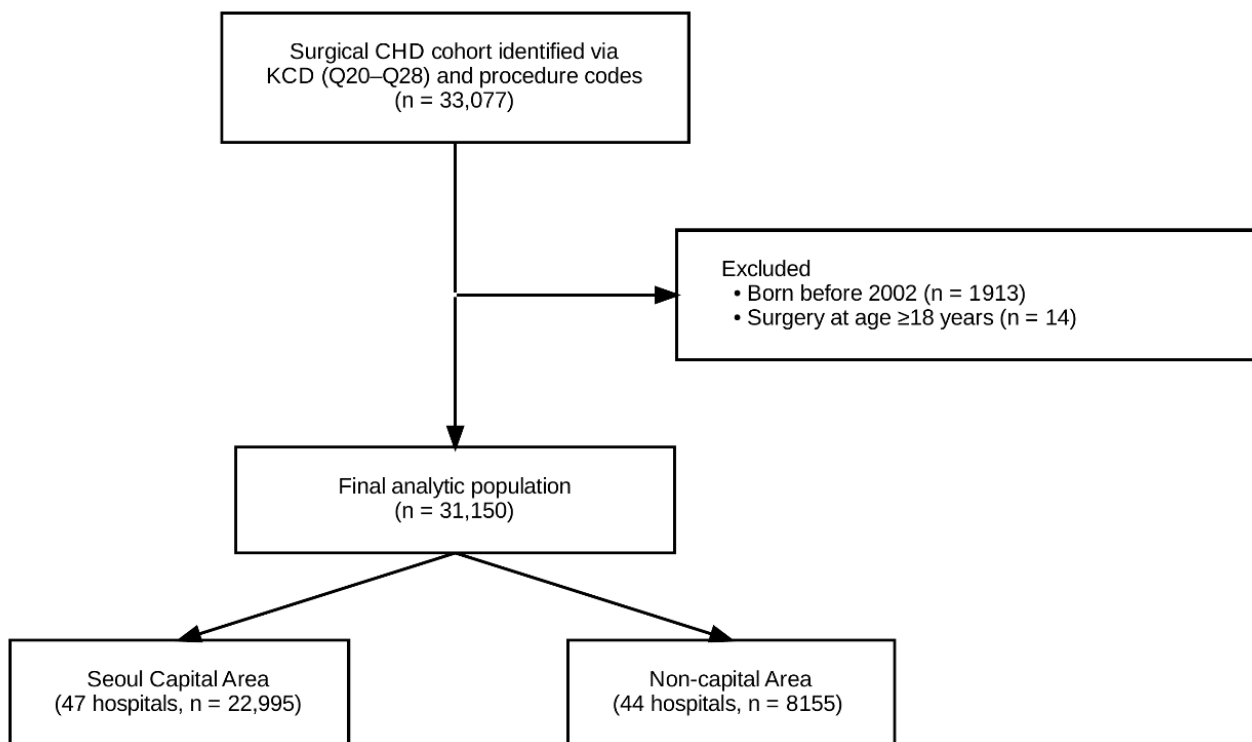 Surgical CHD cohort identified via
KCD (Q20–Q28) and procedure codes
(n = 33,077)
Excluded
• Born before 2002 (n = 1913)
• Surgery at age ≥18 years (n = 14)
Final analytic population
(n = 31,150)
Seoul Capital Area
(47 hospitals, n = 22,995)
Non-capital Area
(44 hospitals, n = 8155)